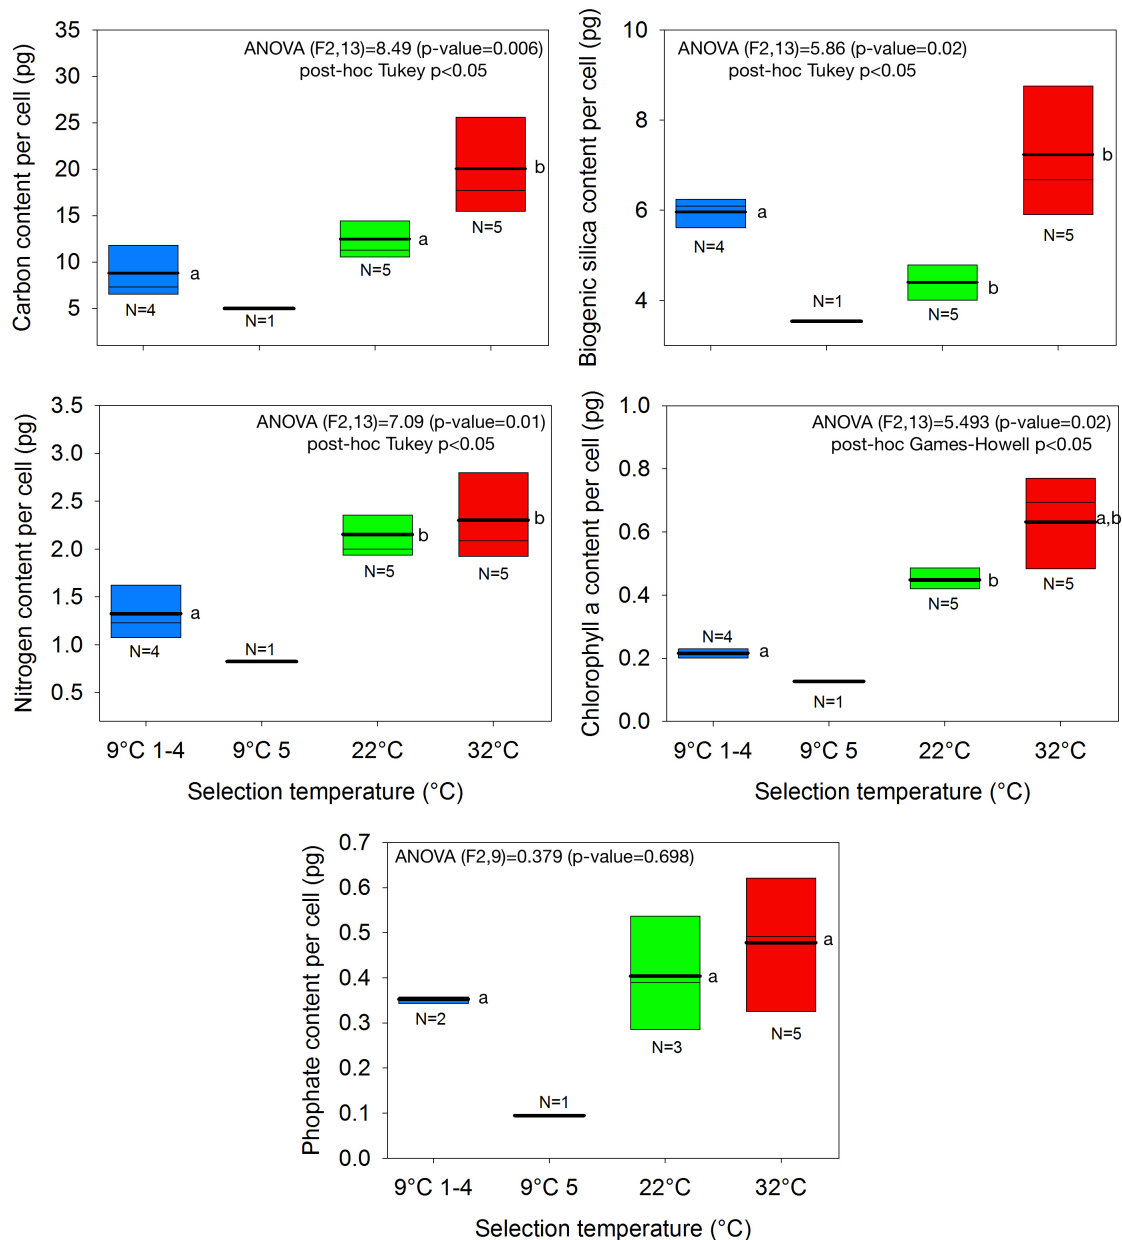 Carbon content per cell (pg)
35
30
25
20
15
10
5
ANOVA (F2,13)=8.49 (p-value=0.006)
post-hoc Tukey p<0.05
a
N=4
N=1
a
N=5
b
N=5
Biogenic silica content per cell (pg)
10
8
6
4
ANOVA (F2,13)=5.86 (p-value=0.02)
post-hoc Tukey p<0.05
a
N=4
N=1
b
N=5
b
N=5
Nitrogen content per cell (pg)
3.5
3.0
2.5
2.0
1.5
1.0
0.5
ANOVA (F2,13)=7.09 (p-value=0.01)
post-hoc Tukey p<0.05
a
N=4
N=1
b
N=5
b
N=5
9°C 1-4
9°C 5
22°C
32°C
Selection temperature (°C)
Chlorophyll a content per cell (pg)
1.0
0.8
0.6
0.4
0.2
0.0
ANOVA (F2,13)=5.493 (p-value=0.02)
post-hoc Games-Howell p<0.05
N=4
a
N=1
b
N=5
a,b
N=5
9°C 1-4
9°C 5
22°C
32°C
Selection temperature (°C)
Phophate content per cell (pg)
0.7
0.6
0.5
0.4
0.3
0.2
0.1
0.0
ANOVA (F2,9)=0.379 (p-value=0.698)
a
N=2
N=1
a
N=3
a
N=5
9°C 1-4
9°C 5
22°C
32°C
Selection temperature (°C)